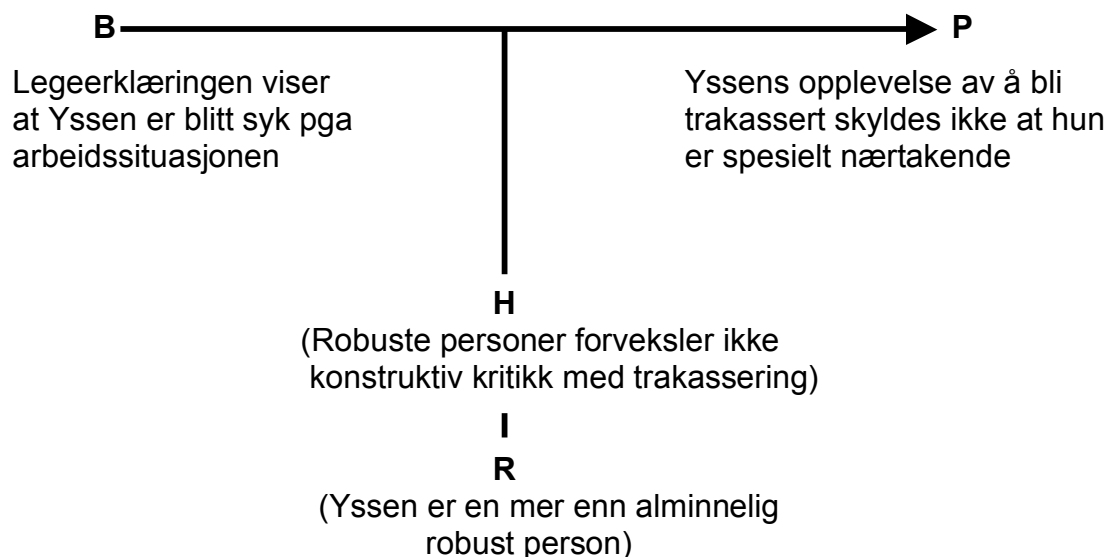 B P
Legeerklæringen viser
at Yssen er blitt syk pga
arbeidssituasjonen
Yssens opplevelse av å bli
trakassert skyldes ikke at hun
er spesielt nærtakende
H
(Robuste personer forveksler ikke
konstruktiv kritikk med trakassering)
I
R
(Yssen er en mer enn alminnelig
robust person)